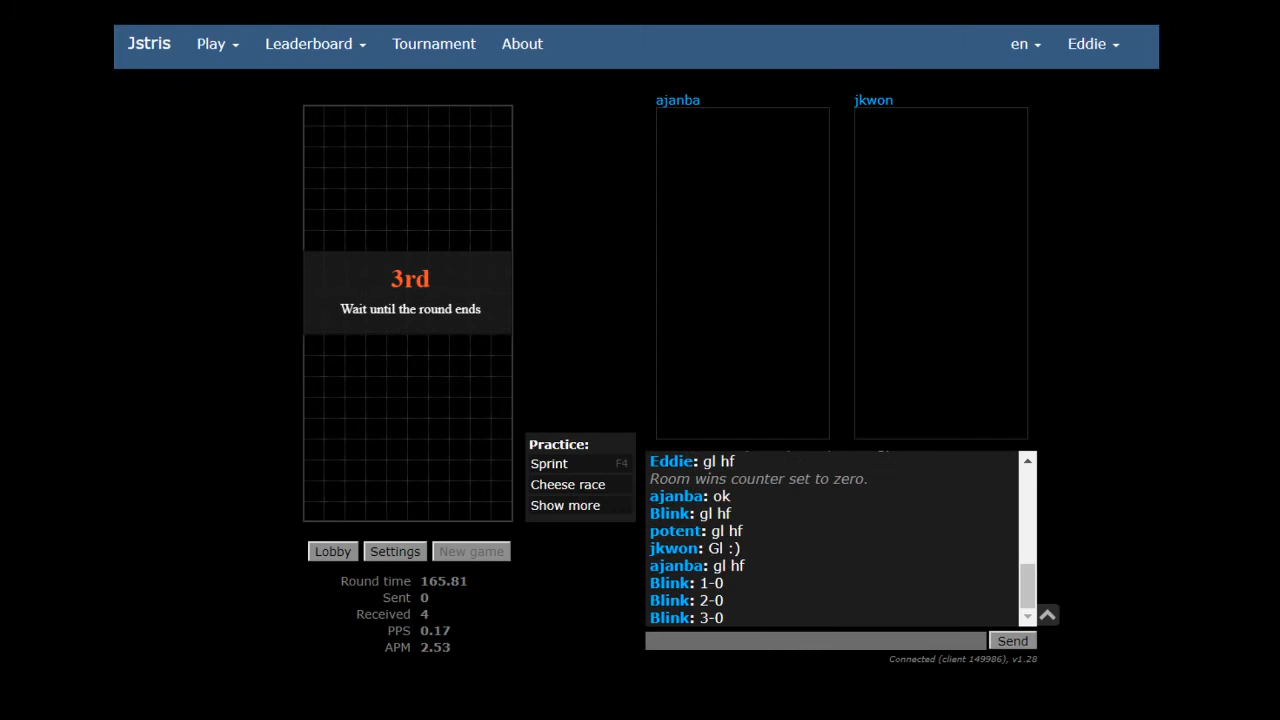 Jstris Play Leaderboard Tournament About en Eddie
ajanba jkwon
3rd
Wait until the round ends
Practice:
Sprint F4
Cheese race
Show more
Lobby Settings New game
Round time 165.81
Sent 0
Received 4
PPS 0.17
APM 2.53
Eddie: gl hf
Room wins counter set to zero.
ajanba: ok
Blink: gl hf
potent: gl hf
jkwon: Gl :)
ajanba: gl hf
Blink: 1-0
Blink: 2-0
Blink: 3-0
Send
Connected (client 149986), v1.28